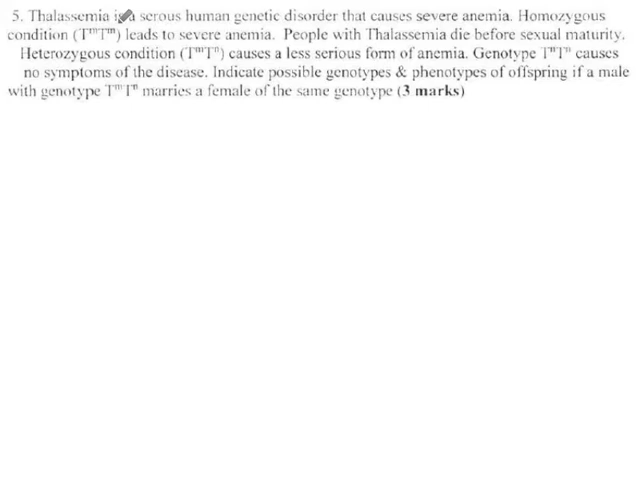 5. Thalassemia is a serous human genetic disorder that causes severe anemia. Homozygous
condition (TᵐTᵐ) leads to severe anemia. People with Thalassemia die before sexual maturity.
Heterozygous condition (TᵐTⁿ) causes a less serious form of anemia. Genotype TⁿTⁿ causes
no symptoms of the disease. Indicate possible genotypes & phenotypes of offspring if a male
with genotype TᵐTⁿ marries a female of the same genotype (3 marks)